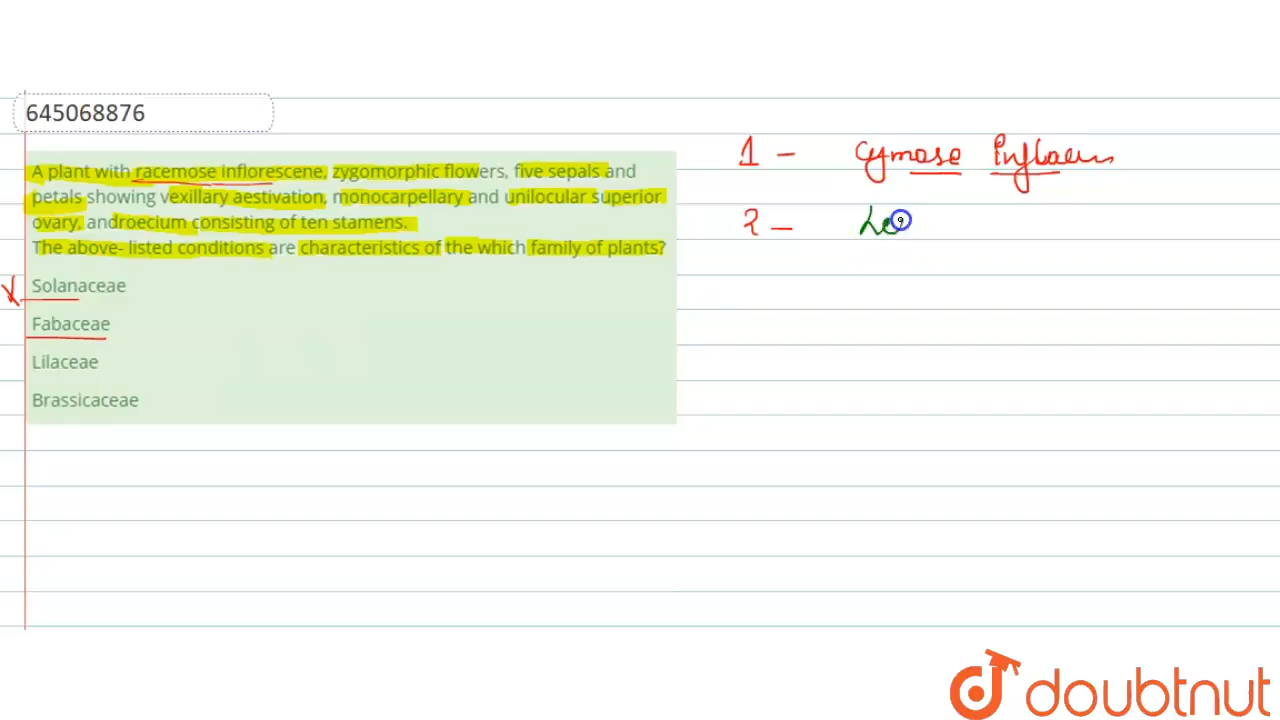 645068876
A plant with racemose inflorescene, zygomorphic flowers, five sepals and
petals showing vexillary aestivation, monocarpellary and unilocular superior
ovary, androecium consisting of ten stamens.
The above- listed conditions are characteristics of the which family of plants?
Solanaceae
Fabaceae
Lilaceae
Brassicaceae
1 - Cymose
2 - Le
doubtnut